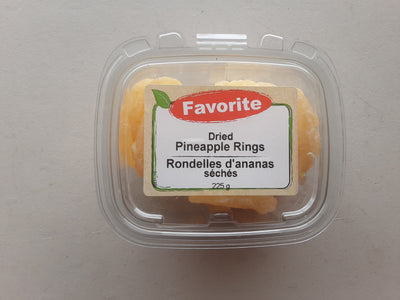 Favorite
Dried
Pineapple Rings
Rondelles d'ananas
séchés
225 g